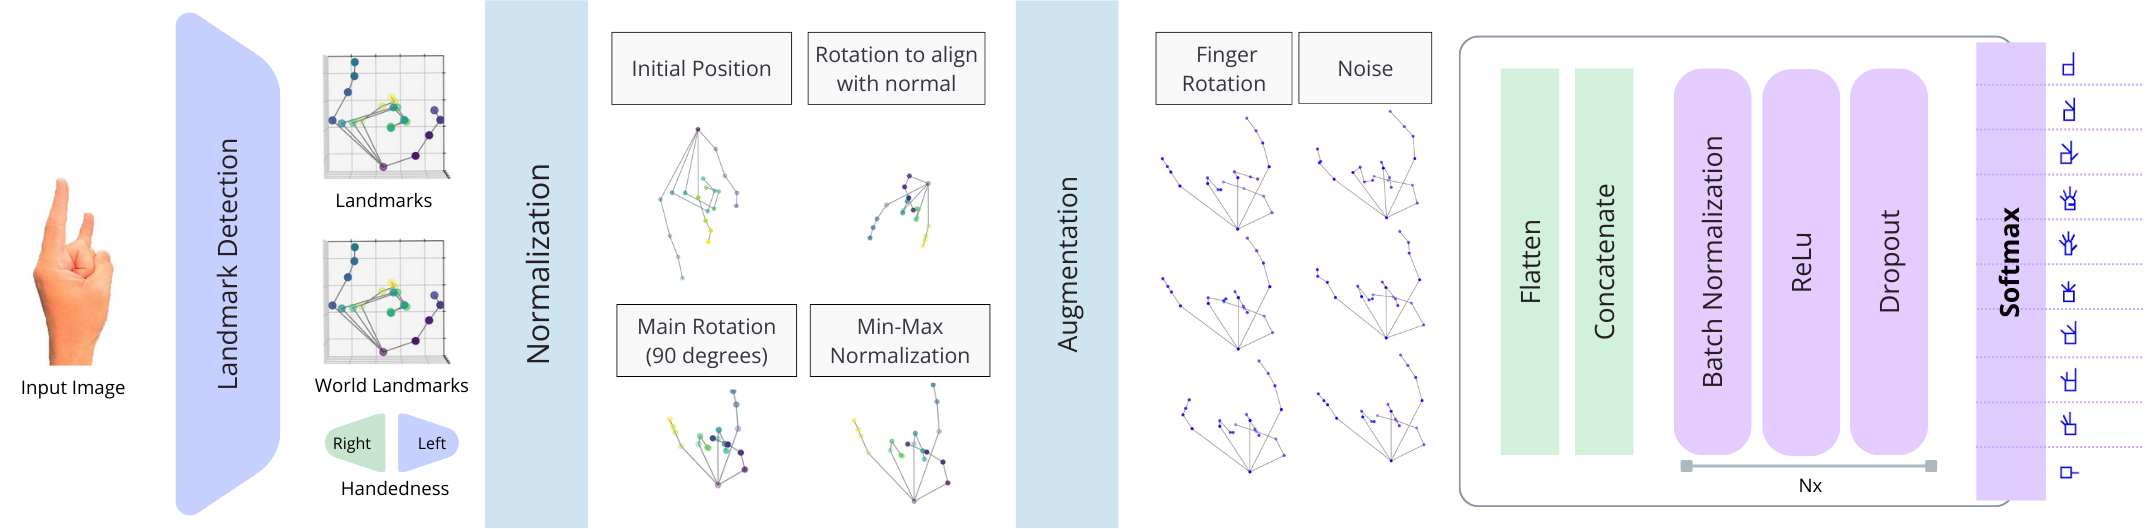 Input Image
Landmark Detection
Landmarks
World Landmarks
Right
Left
Handedness
Normalization
Initial Position
Rotation to align
with normal
Main Rotation
(90 degrees)
Min-Max
Normalization
Augmentation
Finger
Rotation
Noise
Flatten
Concatenate
Batch Normalization
ReLu
Dropout
Nx
Softmax